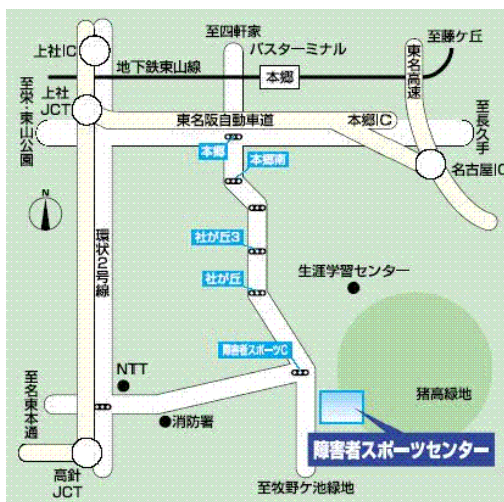 至四軒家
上社IC
バスターミナル
至藤ケ丘
地下鉄東山線
本郷
東名高速
至栄・東山公園
上社
JCT
東名阪自動車道
本郷IC
至長久手
本郷
本郷南
名古屋IC
N
環状2号線
社が丘3
生涯学習センター
社が丘
障害者スポーツC
NTT
猪高緑地
至名東本通
消防署
障害者スポーツセンター
高針
JCT
至牧野ケ池緑地